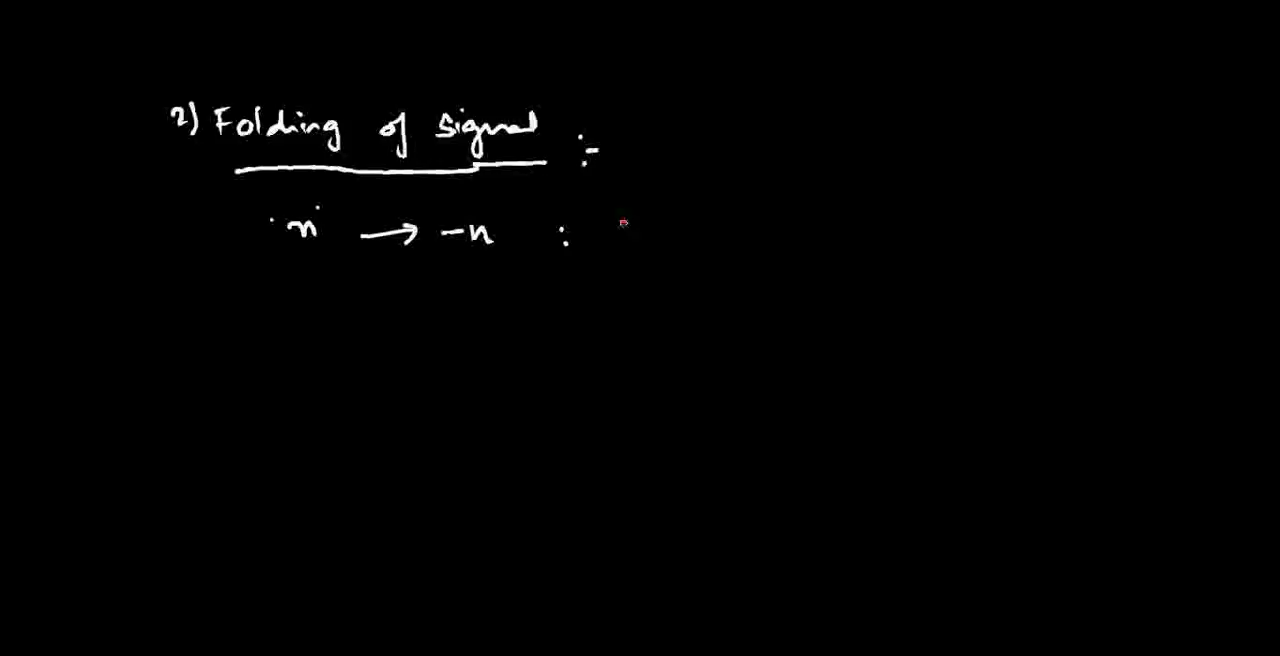 2) Folding of signal :-
'n' → -n :